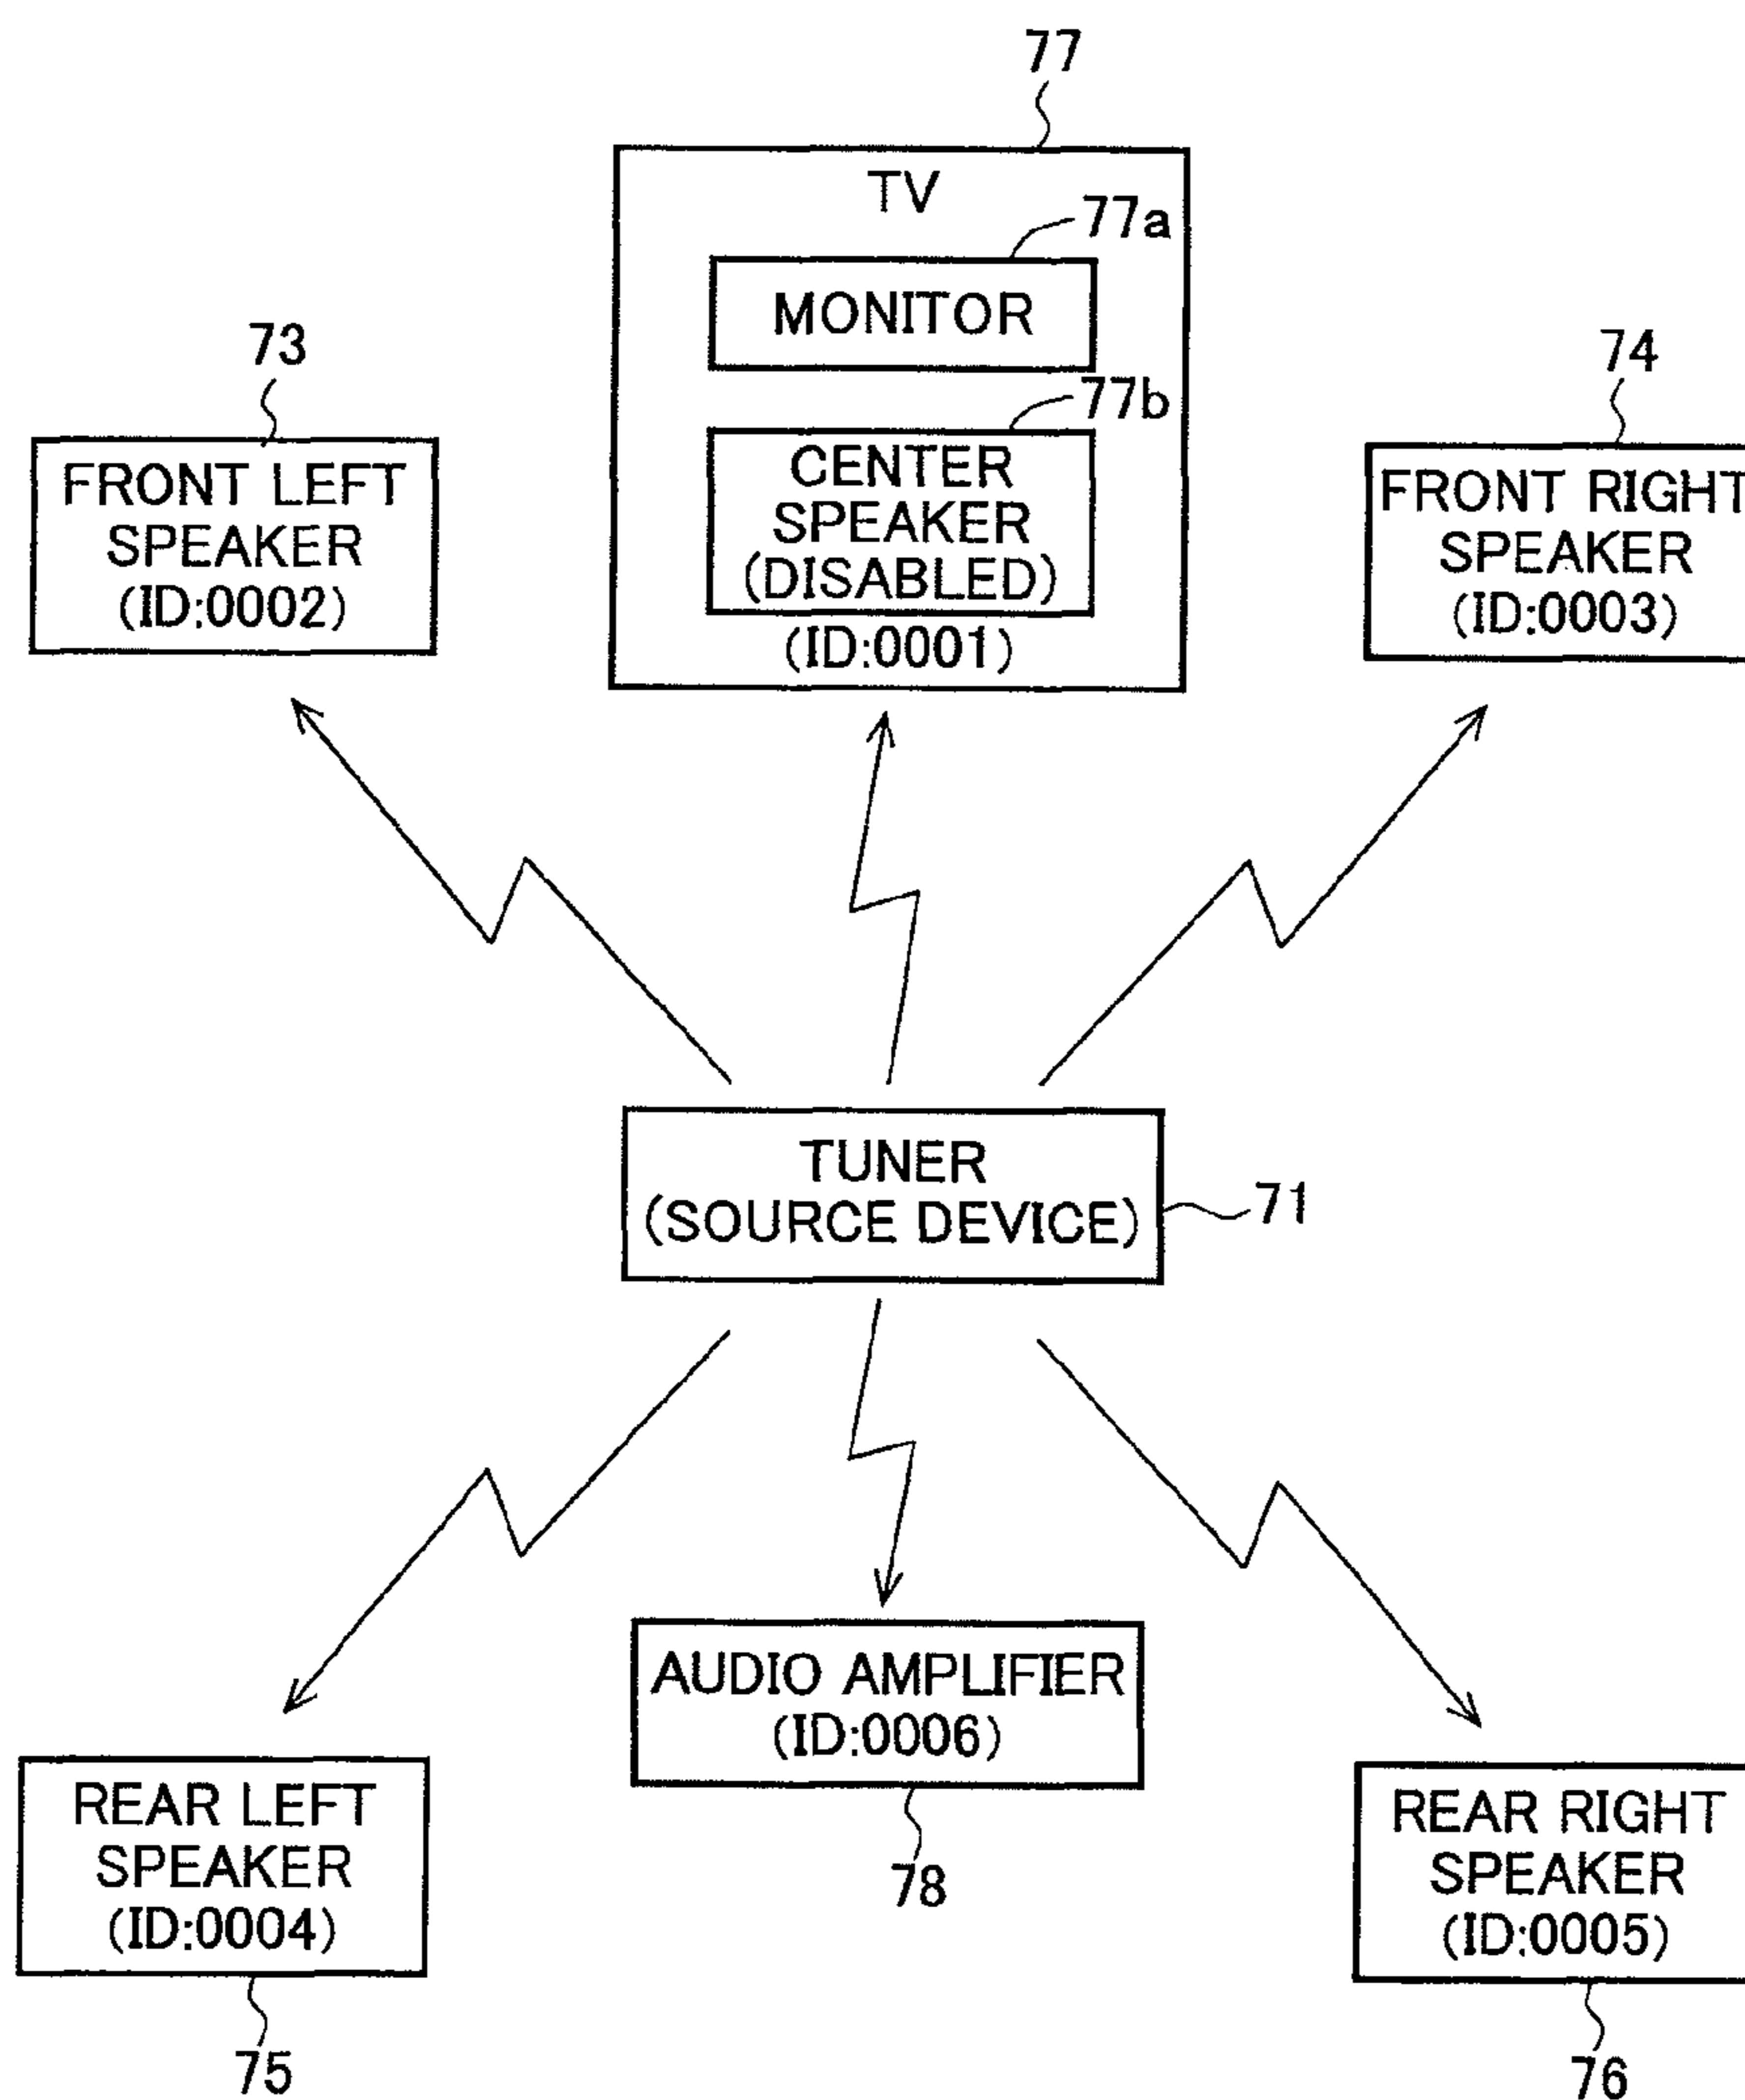 77
TV
77a
MONITOR
77b
CENTER
SPEAKER
(DISABLED)
(ID:0001)
73
FRONT LEFT
SPEAKER
(ID:0002)
74
FRONT RIGHT
SPEAKER
(ID:0003)
TUNER
(SOURCE DEVICE)
71
AUDIO AMPLIFIER
(ID:0006)
78
REAR LEFT
SPEAKER
(ID:0004)
75
REAR RIGHT
SPEAKER
(ID:0005)
76